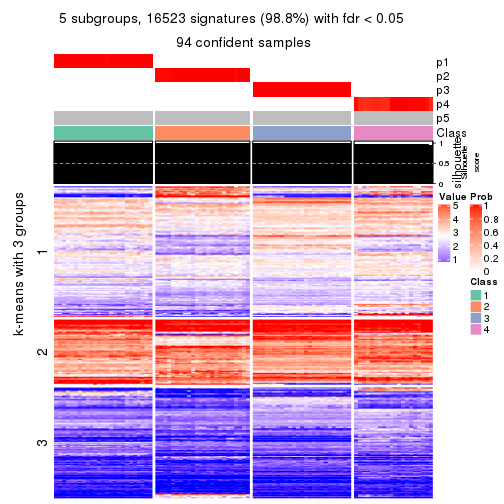 5 subgroups, 16523 signatures (98.8%) with fdr < 0.05
94 confident samples
p1
p2
p3
p4
p5
Class
silhouette
1
0.5
0
Silhouette
score
k-means with 3 groups
1
2
3
Value
5
4
3
2
1
Prob
1
0.8
0.6
0.4
0.2
0
Class
1
2
3
4